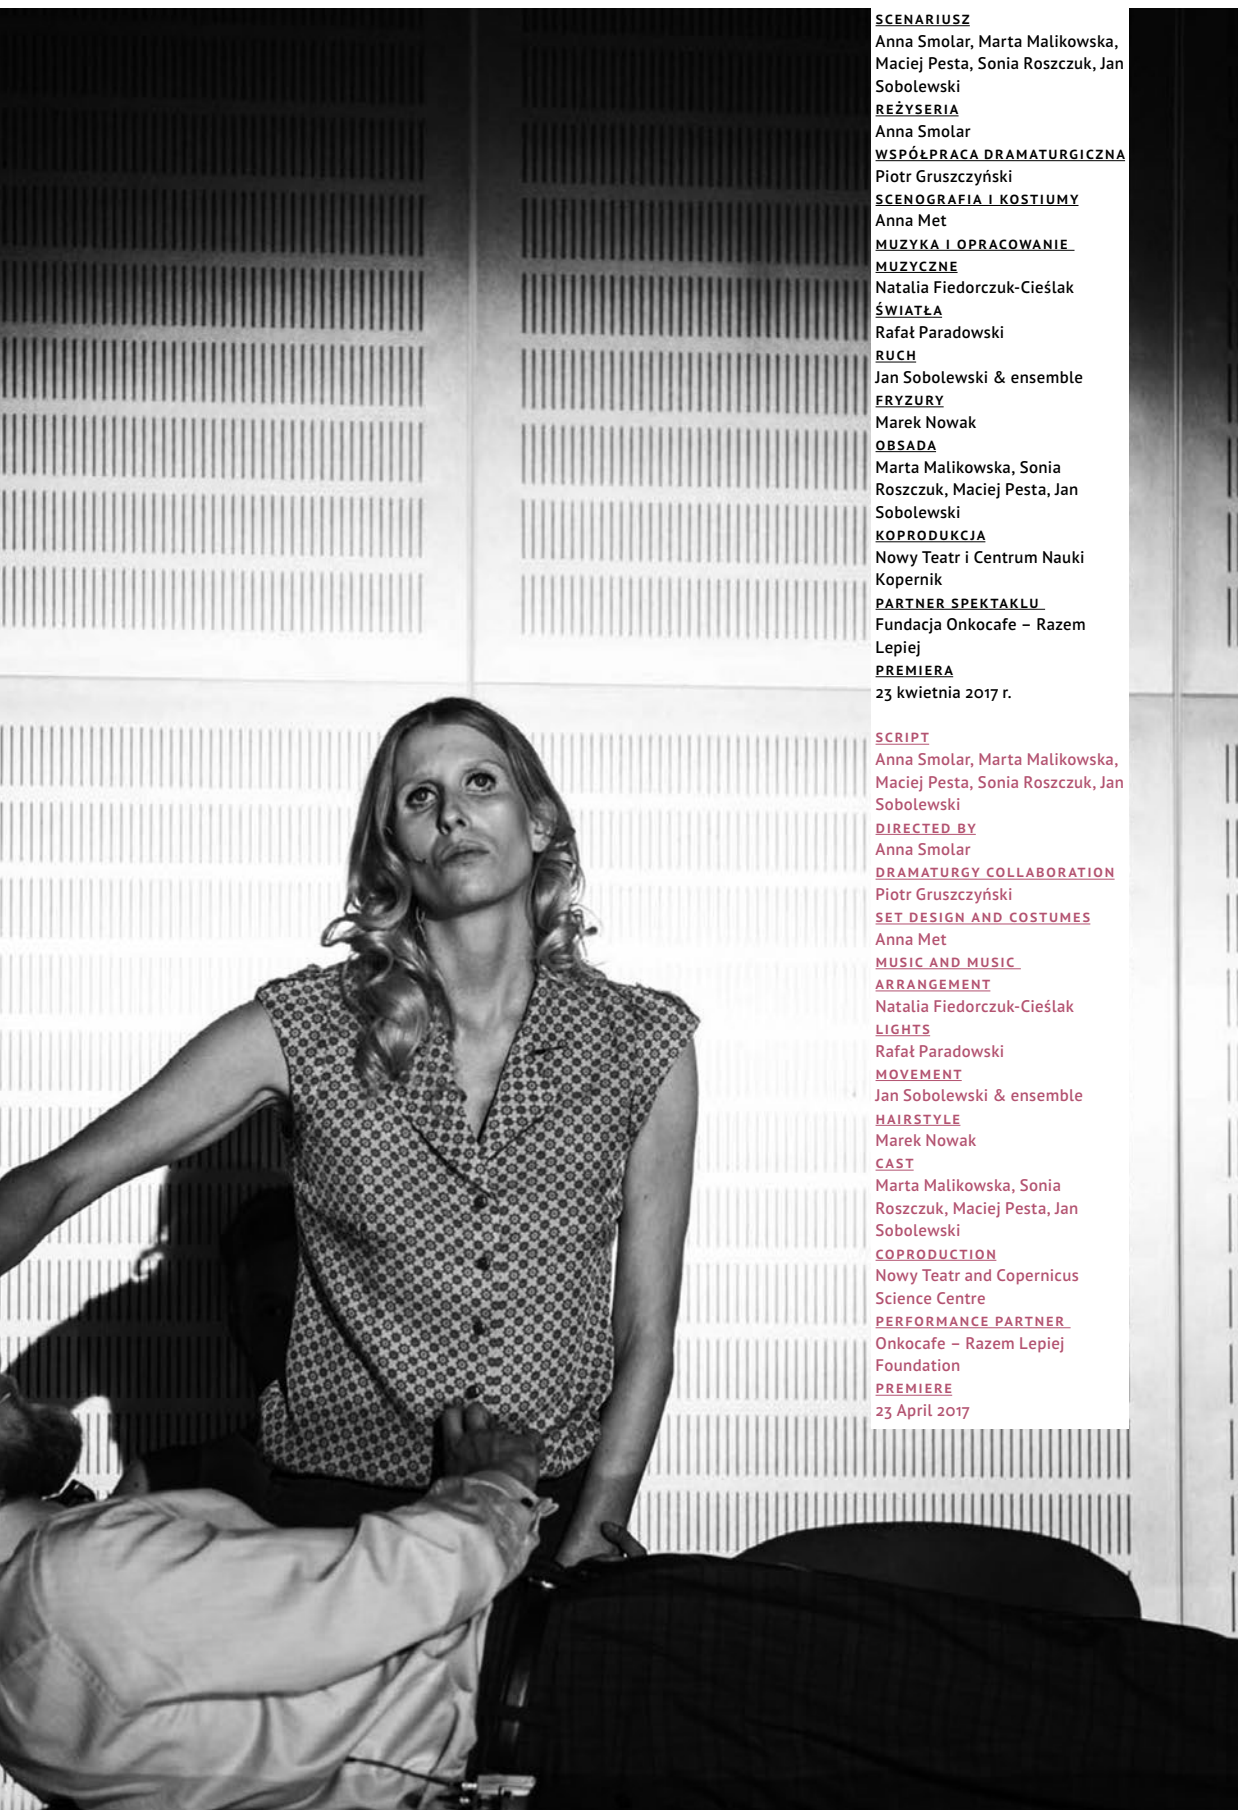 SCENARIUSZ
Anna Smolar, Marta Malikowska,
Maciej Pesta, Sonia Roszczuk, Jan
Sobolewski
REŻYSERIA
Anna Smolar
WSPÓŁPRACA DRAMATURGICZNA
Piotr Gruszczyński
SCENOGRAFIA I KOSTIUMY
Anna Met
MUZYKA I OPRACOWANIE
MUZYCZNE
Natalia Fiedorczuk-Cieślak
ŚWIATŁA
Rafał Paradowski
RUCH
Jan Sobolewski & ensemble
FRYZURY
Marek Nowak
OBSADA
Marta Malikowska, Sonia
Roszczuk, Maciej Pesta, Jan
Sobolewski
KOPRODUKCJA
Nowy Teatr i Centrum Nauki
Kopernik
PARTNER SPEKTAKLU
Fundacja Onkocafe – Razem
Lepiej
PREMIERA
23 kwietnia 2017 r.
SCRIPT
Anna Smolar, Marta Malikowska,
Maciej Pesta, Sonia Roszczuk, Jan
Sobolewski
DIRECTED BY
Anna Smolar
DRAMATURGY COLLABORATION
Piotr Gruszczyński
SET DESIGN AND COSTUMES
Anna Met
MUSIC AND MUSIC
ARRANGEMENT
Natalia Fiedorczuk-Cieślak
LIGHTS
Rafał Paradowski
MOVEMENT
Jan Sobolewski & ensemble
HAIRSTYLE
Marek Nowak
CAST
Marta Malikowska, Sonia
Roszczuk, Maciej Pesta, Jan
Sobolewski
COPRODUCTION
Nowy Teatr and Copernicus
Science Centre
PERFORMANCE PARTNER
Onkocafe – Razem Lepiej
Foundation
PREMIERE
23 April 2017